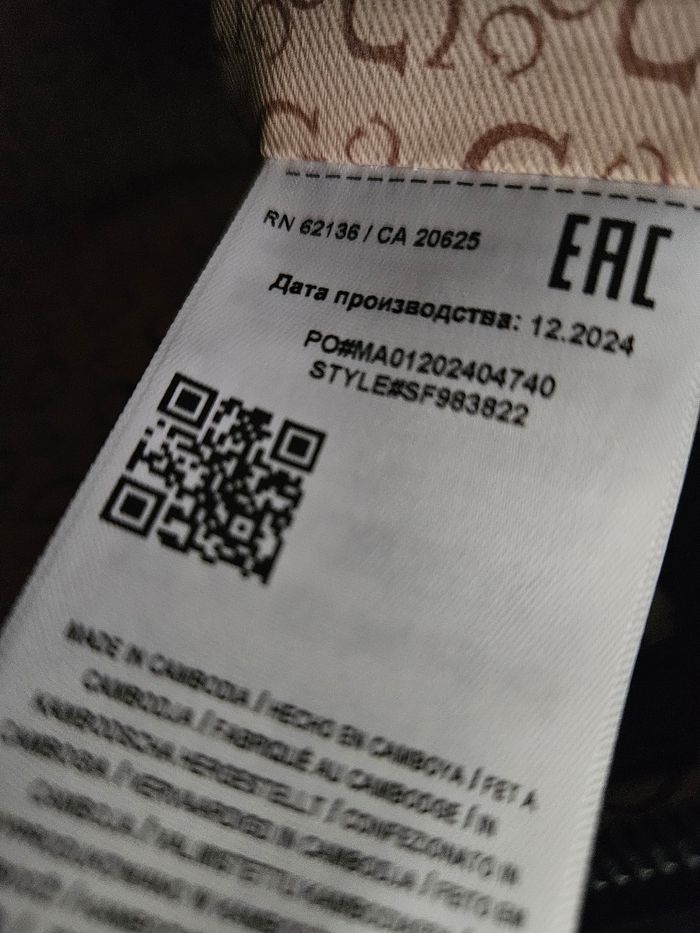 RN 62136 / CA 20625
EAC
Дата производства: 12.2024
PO#MA01202404740
STYLE#SF983822
MADE IN CAMBODIA / HECHO EN CAMBOYA / FET A
CAMBODJA / FABRIQUÉ AU CAMBODGE / IN
KAMBODSCHA HERGESTELLT / CONFEZIONATO IN
CAMBOGIA / VERVAARDIGD IN CAMBODJA / FEITO EM